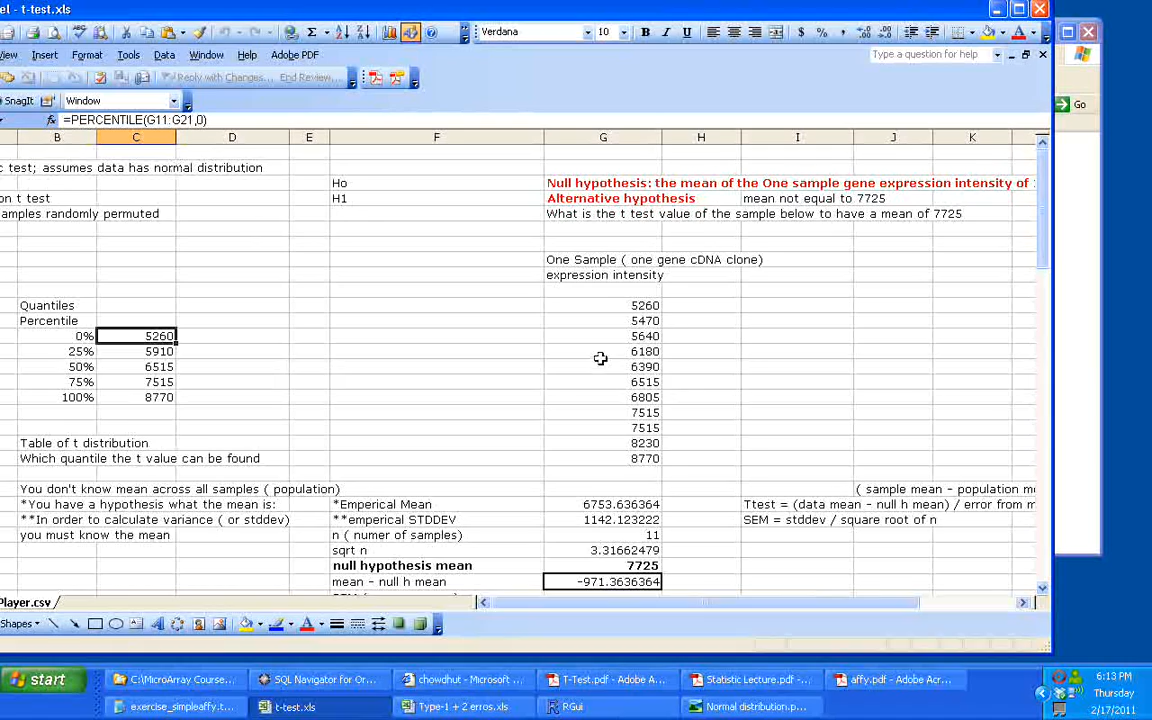 el - t-test.xls
Verdana 10 B I U $ % ,
View Insert Format Tools Data Window Help Adobe PDF Type a question for help
Reply with Changes... End Review...
SnagIt Window Go
fx =PERCENTILE(G11:G21,0)
B C D E F G H I J K
c test; assumes data has normal distribution
Ho Null hypothesis: the mean of the One sample gene expression intensity of
on t test H1 Alternative hypothesis mean not equal to 7725
amples randomly permuted What is the t test value of the sample below to have a mean of 7725
One Sample ( one gene cDNA clone)
expression intensity
Quantiles 5260
Percentile 5470
0% 5260 5640
25% 5910 6180
50% 6515 6390
75% 7515 6515
100% 8770 6805
7515
7515
Table of t distribution 8230
Which quantile the t value can be found 8770
You don't know mean across all samples ( population) ( sample mean - population m
*You have a hypothesis what the mean is: *Emperical Mean 6753.636364 Ttest = (data mean - null h mean) / error from m
**In order to calculate variance ( or stddev) **emperical STDDEV 1142.123222 SEM = stddev / square root of n
you must know the mean n ( numer of samples) 11
sqrt n 3.31662479
null hypothesis mean 7725
mean - null h mean -971.3636364
Player.csv
Shapes
start C:\MicroArray Course... SQL Navigator for Or... chowdhut - Microsoft ... T-Test.pdf - Adobe A... Statistic Lecture.pdf -... affy.pdf - Adobe Acr... 6:13 PM
Thursday
exercise_simpleaffy.t... t-test.xls Type-1 + 2 erros.xls RGui Normal distribution.p... 2/17/2011